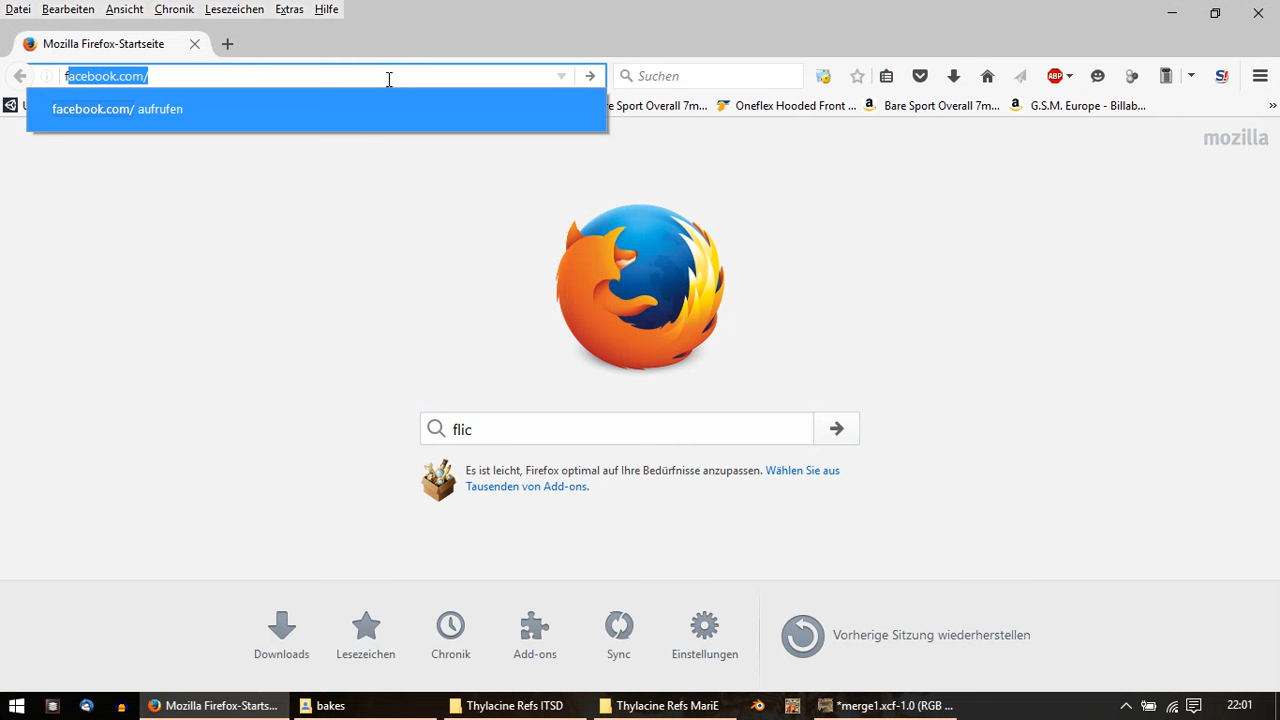 Datei Bearbeiten Ansicht Chronik Lesezeichen Extras Hilfe
Mozilla Firefox-Startseite
facebook.com/
Suchen
ABP
S!
facebook.com/ aufrufen
re Sport Overall 7m...
Oneflex Hooded Front ...
Bare Sport Overall 7m...
G.S.M. Europe - Billab...
mozilla
flic
Es ist leicht, Firefox optimal auf Ihre Bedürfnisse anzupassen. Wählen Sie aus
Tausenden von Add-ons.
Downloads
Lesezeichen
Chronik
Add-ons
Sync
Einstellungen
Vorherige Sitzung wiederherstellen
Mozilla Firefox-Starts...
bakes
Thylacine Refs ITSD
Thylacine Refs MariE
*merge1.xcf-1.0 (RGB ...
22:01